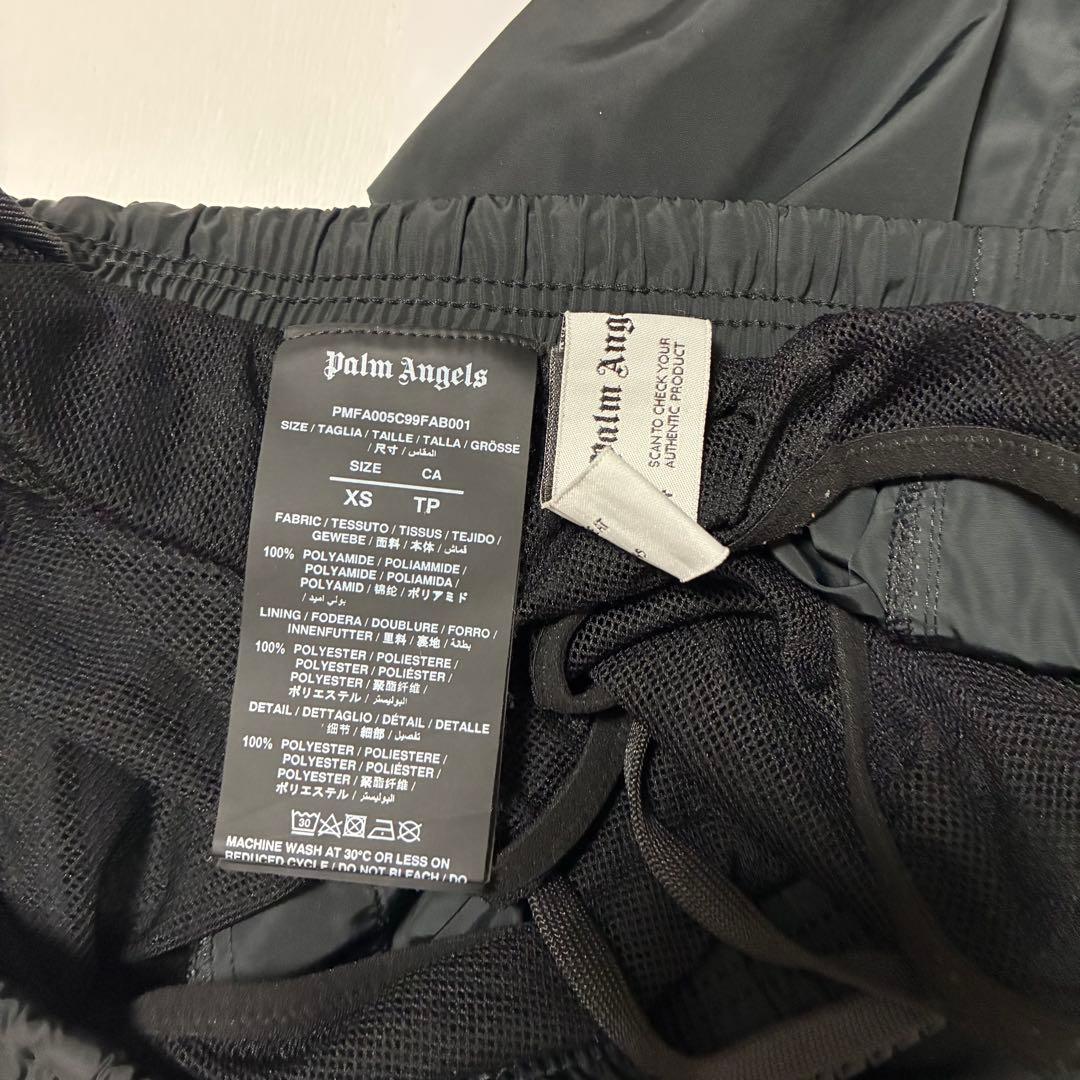 Palm Angels
PMFA005C99FAB001
SIZE / TAGLIA / TAILLE / TALLA / GRÖSSE
/ 尺寸 / المقاس
SIZE CA
XS TP
FABRIC / TESSUTO / TISSUS / TEJIDO /
GEWEBE / 面料 / 本体 / قماش
100% POLYAMIDE / POLIAMMIDE /
POLYAMIDE / POLIAMIDA /
POLYAMID / 锦纶 / ポリアミド
/ بولي اميد
LINING / FODERA / DOUBLURE / FORRO /
INNENFUTTER / 里料 / 裏地 / بطانة
100% POLYESTER / POLIESTERE /
POLYESTER / POLIÉSTER /
POLYESTER / 聚酯纤维 /
ポリエステル / البوليستر
DETAIL / DETTAGLIO / DÉTAIL / DETALLE
/ 细节 / 細部 / تفصيل
100% POLYESTER / POLIESTERE /
POLYESTER / POLIÉSTER /
POLYESTER / 聚酯纤维 /
ポリエステル / البوليستر
30
MACHINE WASH AT 30°C OR LESS ON
REDUCED CYCLE / DO NOT BLEACH / DO
Palm Ang
SCAN TO CHECK YOUR
AUTHENTIC PRODUCT